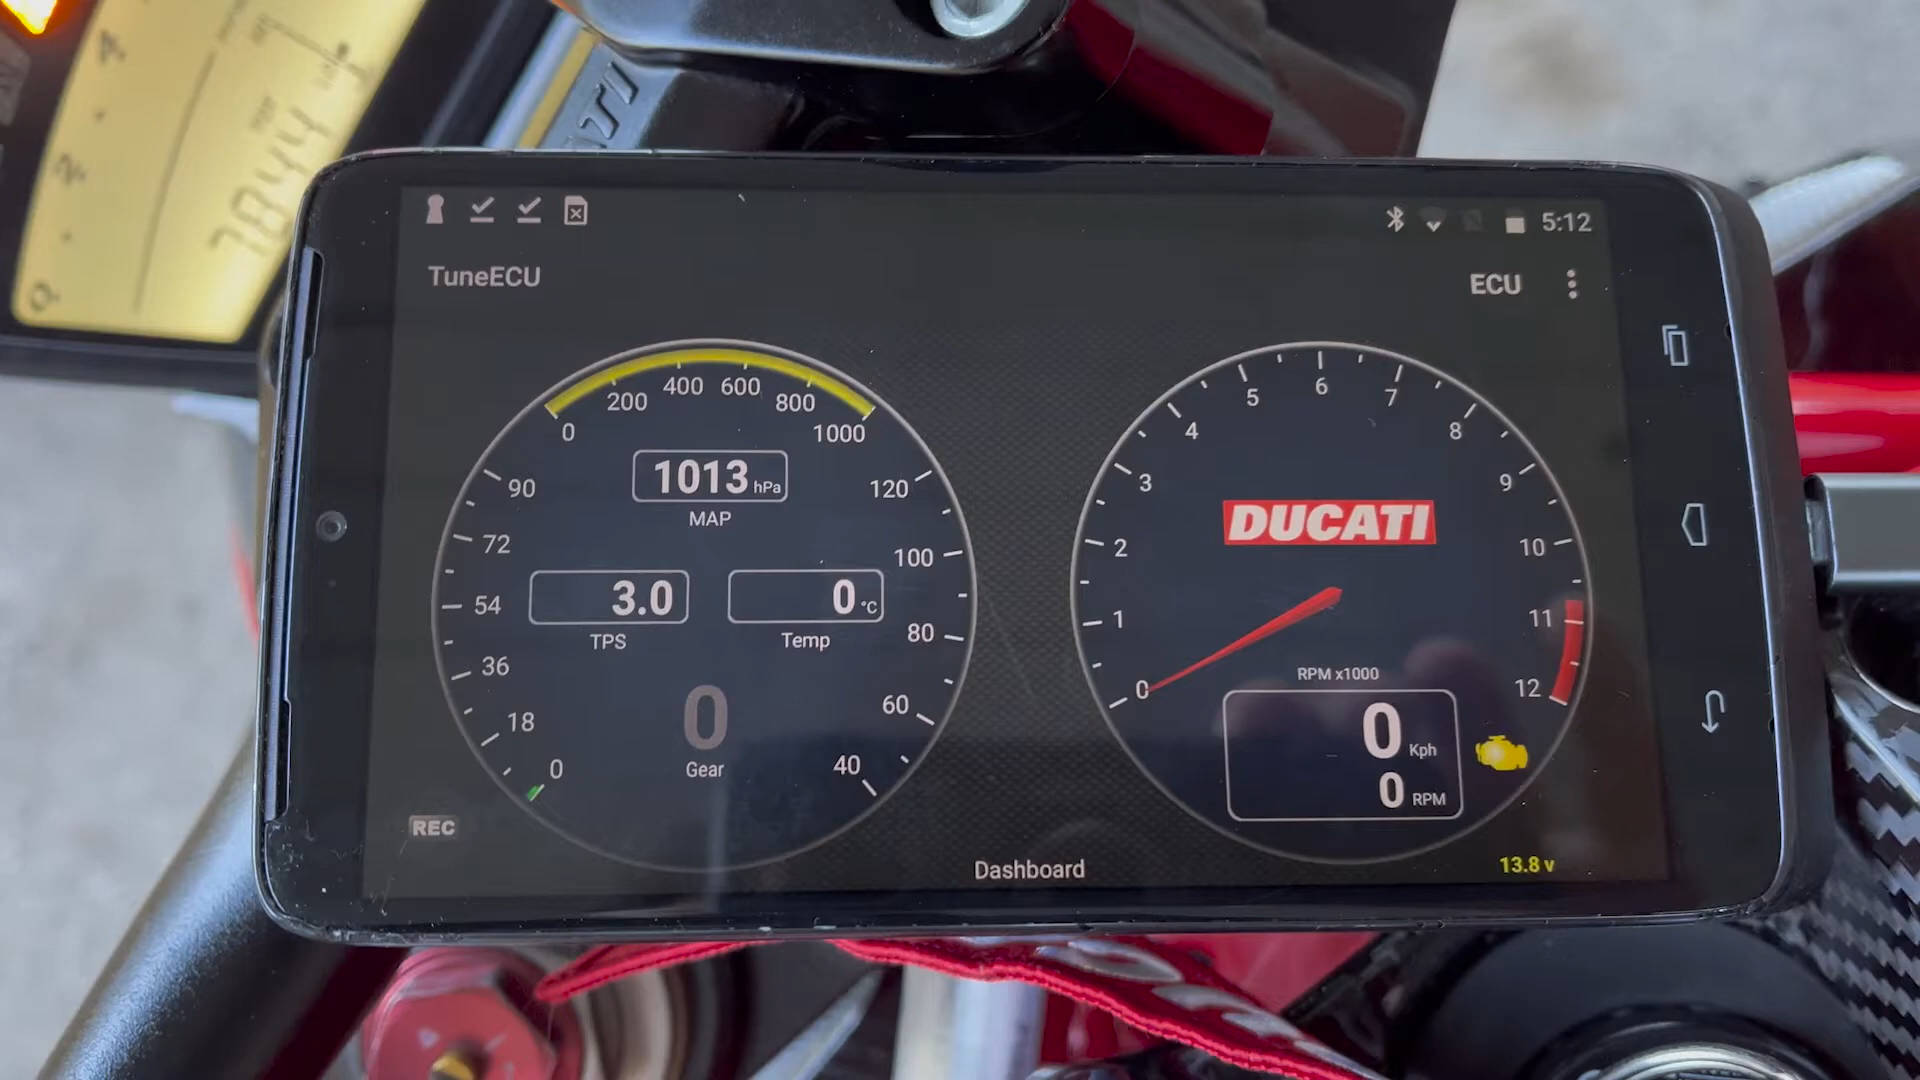 5:12
TuneECU
ECU
200 400 600 800
0 1000
1013 hPa
MAP
90 120
72 100
54 80
36 60
18 40
0
3.0
TPS
0 °C
Temp
0
Gear
REC
0 1 2 3 4 5 6 7 8 9 10 11 12
DUCATI
RPM x1000
0 Kph
0 RPM
Dashboard
13.8 v